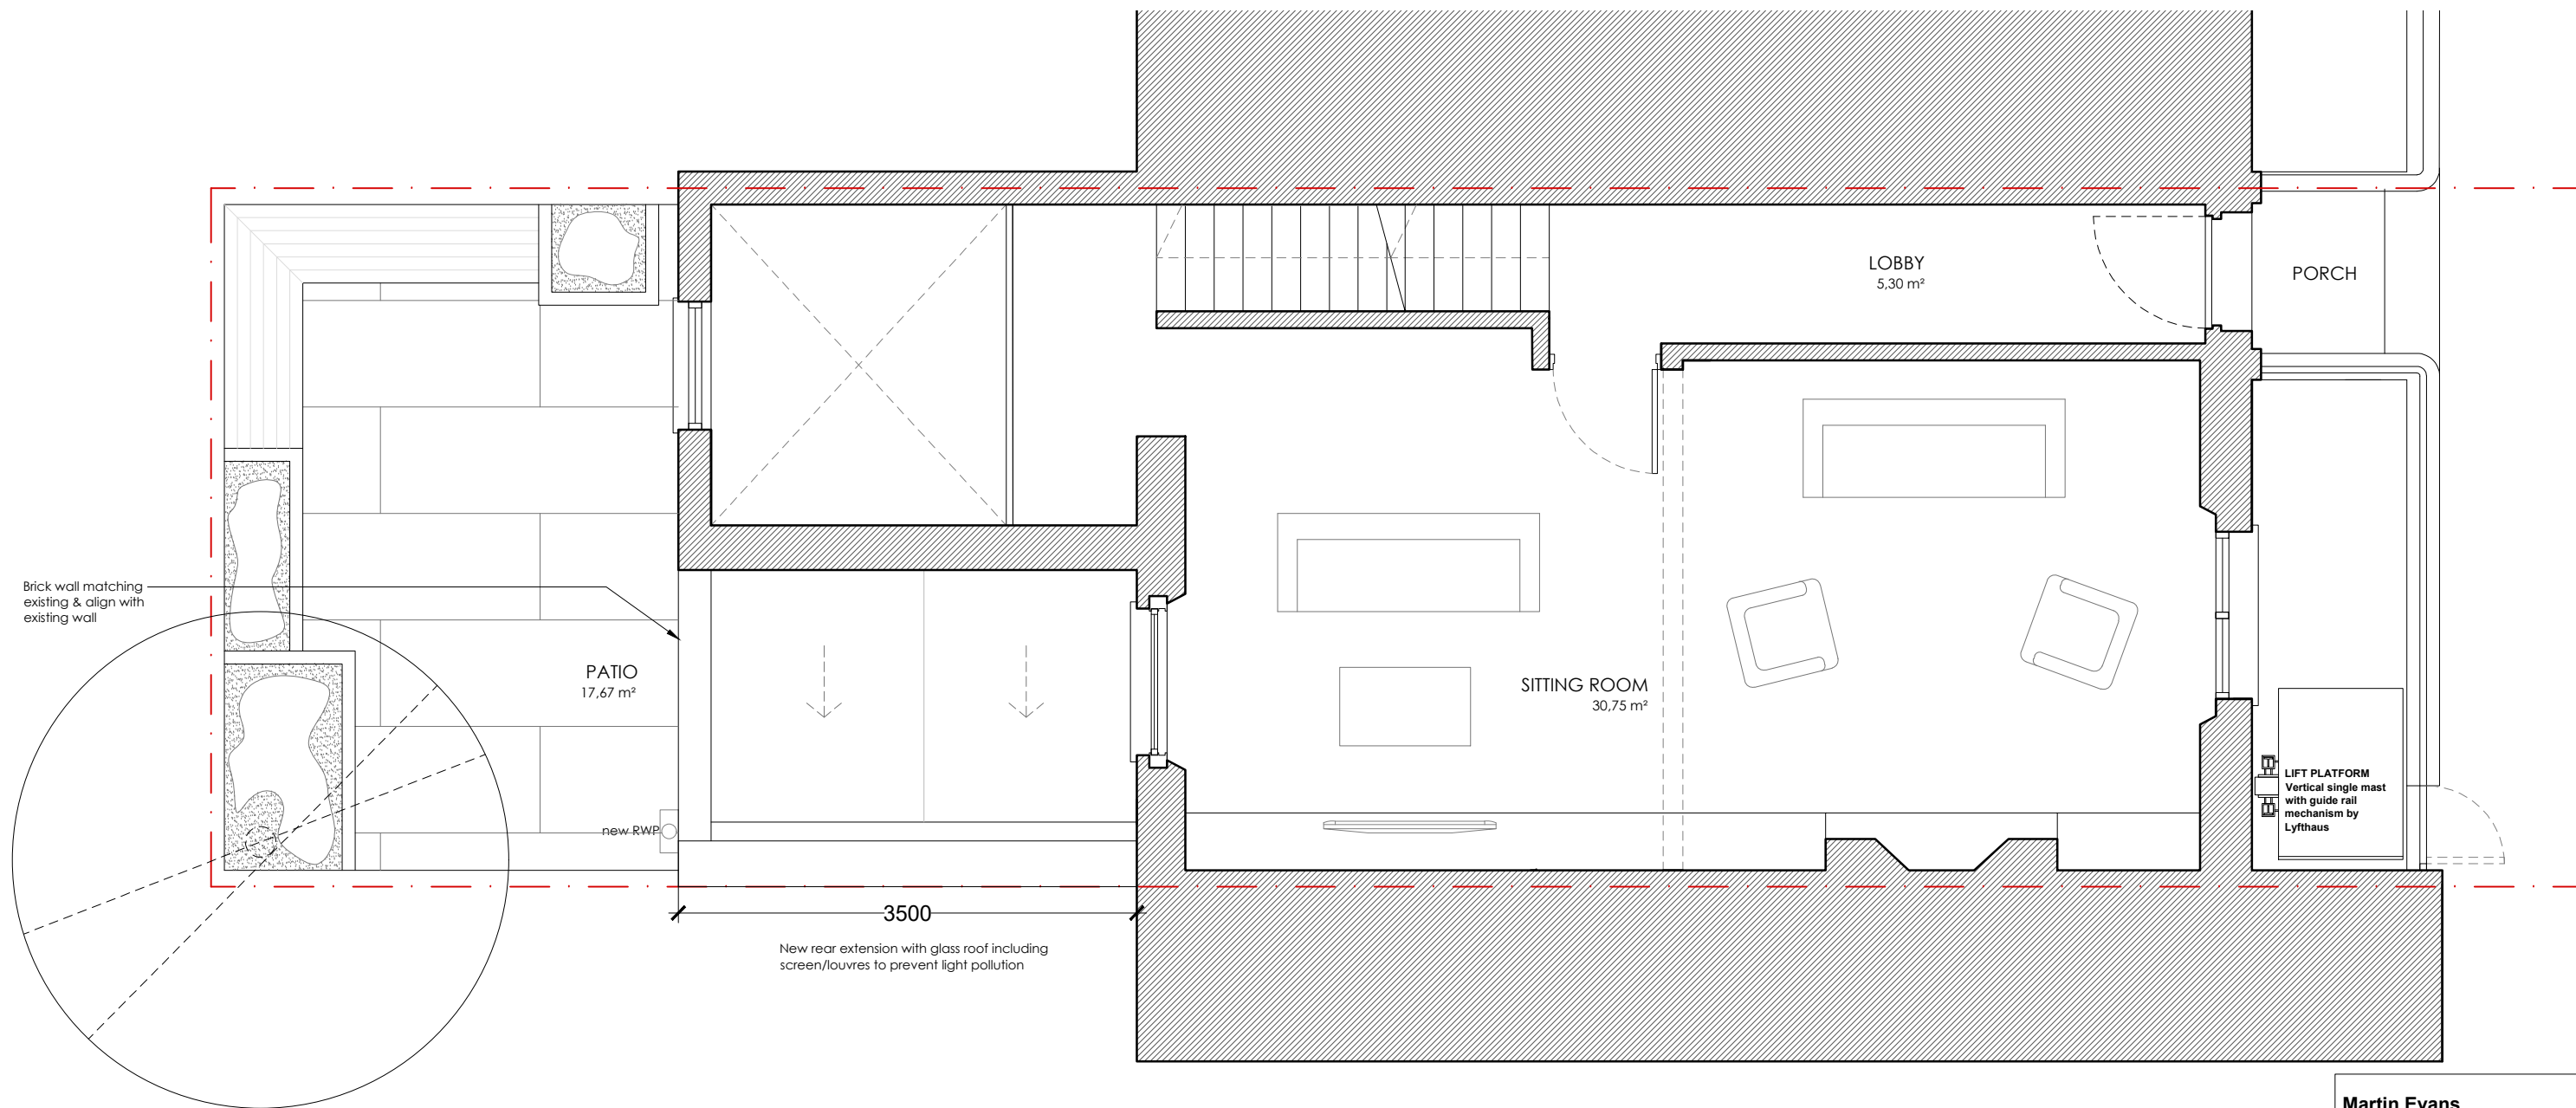 LOBBY
5,30 m²
PORCH
Brick wall matching
existing & align with
existing wall
PATIO
17,67 m²
SITTING ROOM
30,75 m²
LIFT PLATFORM
Vertical single mast
with guide rail
mechanism by
Lyfthaus
new RWP
3500
New rear extension with glass roof including
screen/louvres to prevent light pollution
Martin Evans